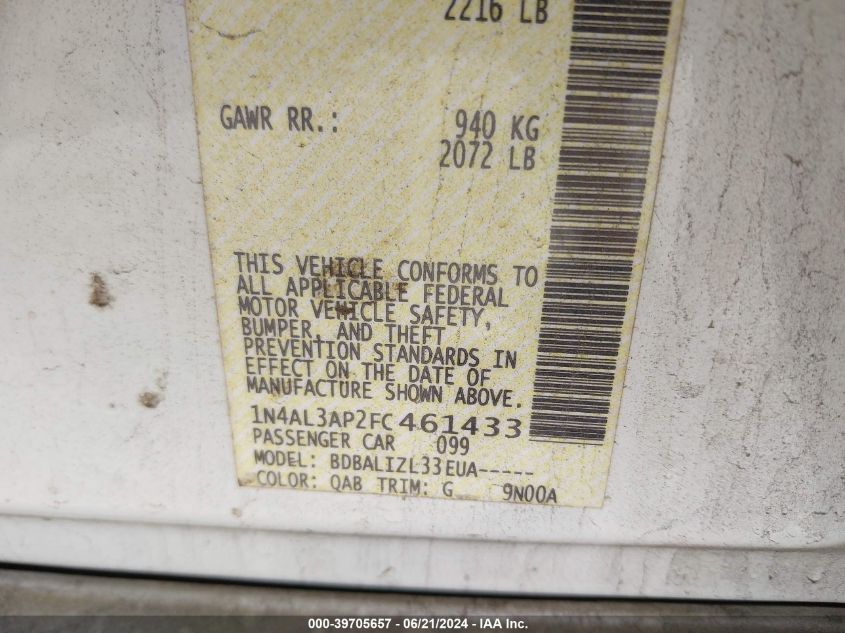 2216 LB
GAWR RR.: 940 KG
2072 LB
THIS VEHICLE CONFORMS TO
ALL APPLICABLE FEDERAL
MOTOR VEHICLE SAFETY,
BUMPER, AND THEFT
PREVENTION STANDARDS IN
EFFECT ON THE DATE OF
MANUFACTURE SHOWN ABOVE.
1N4AL3AP2FC461433
PASSENGER CAR 099
MODEL: BDBALIZL33EUA-----
COLOR: QAB TRIM: G 9N00A
000-39705657 / 06/21/2024 - IAA Inc.